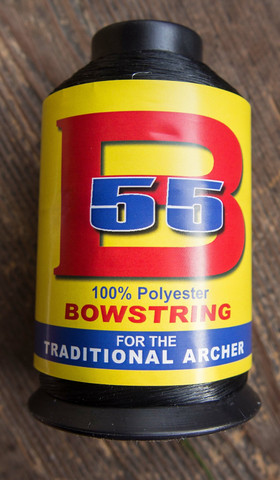 B
55
100% Polyester
BOWSTRING
FOR THE
TRADITIONAL ARCHER